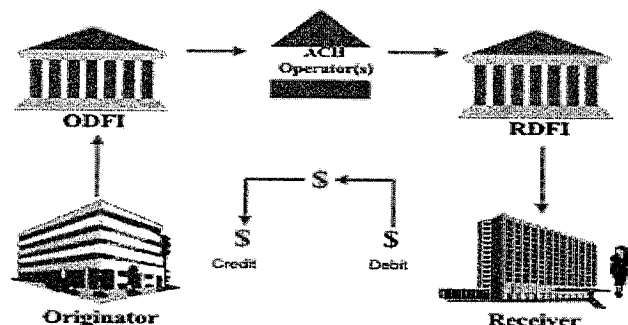 ACH
Operator(s)
ODFI
RDFI
$
$
$
Credit
Debit
Originator
Receiver